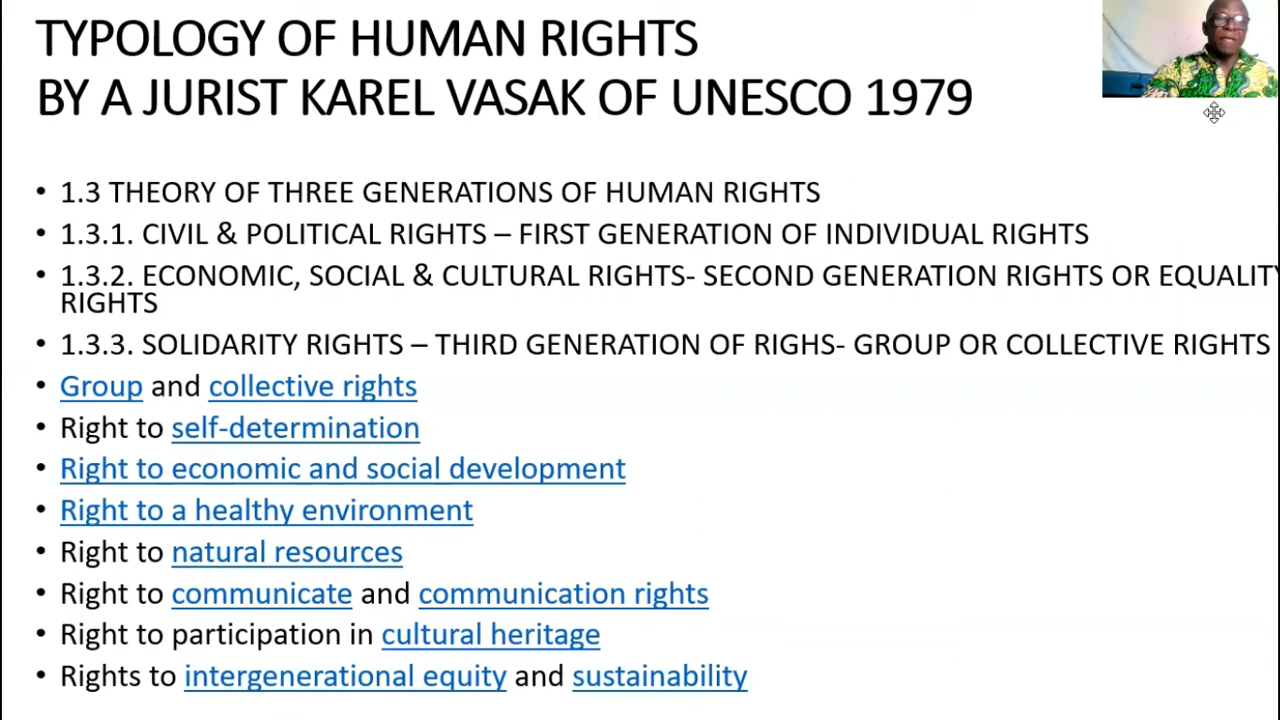 TYPOLOGY OF HUMAN RIGHTS
BY A JURIST KAREL VASAK OF UNESCO 1979
• 1.3 THEORY OF THREE GENERATIONS OF HUMAN RIGHTS
• 1.3.1. CIVIL & POLITICAL RIGHTS – FIRST GENERATION OF INDIVIDUAL RIGHTS
• 1.3.2. ECONOMIC, SOCIAL & CULTURAL RIGHTS- SECOND GENERATION RIGHTS OR EQUALITY
RIGHTS
• 1.3.3. SOLIDARITY RIGHTS – THIRD GENERATION OF RIGHS- GROUP OR COLLECTIVE RIGHTS
• Group and collective rights
• Right to self-determination
• Right to economic and social development
• Right to a healthy environment
• Right to natural resources
• Right to communicate and communication rights
• Right to participation in cultural heritage
• Rights to intergenerational equity and sustainability